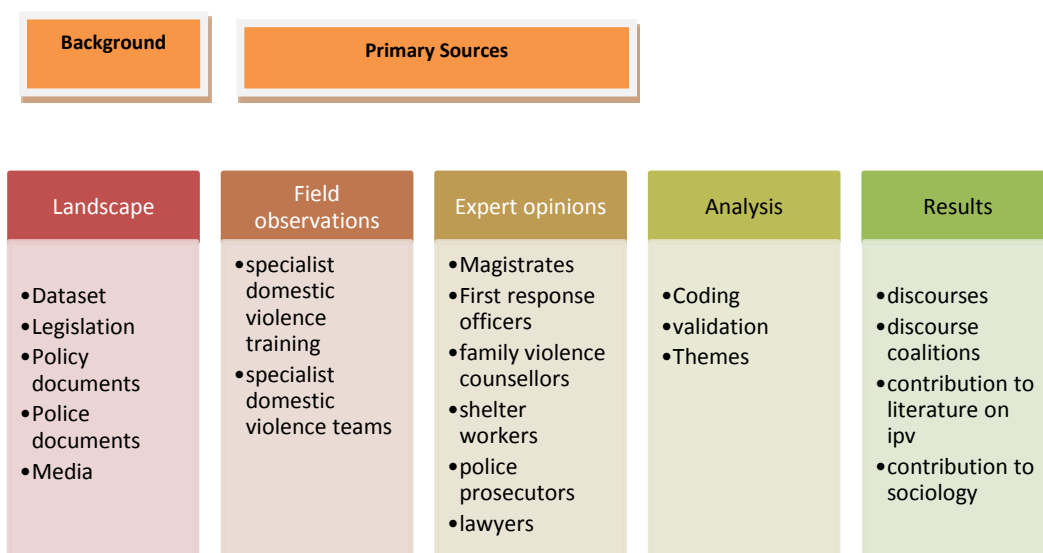 Background
Primary Sources
Landscape
•Dataset
•Legislation
•Policy
documents
•Police
documents
•Media
Field
observations
•specialist
domestic
violence
training
•specialist
domestic
violence teams
Expert opinions
•Magistrates
•First response
officers
•family violence
counsellors
•shelter
workers
•police
prosecutors
•lawyers
Analysis
•Coding
•validation
•Themes
Results
•discourses
•discourse
coalitions
•contribution to
literature on
ipv
•contribution to
sociology